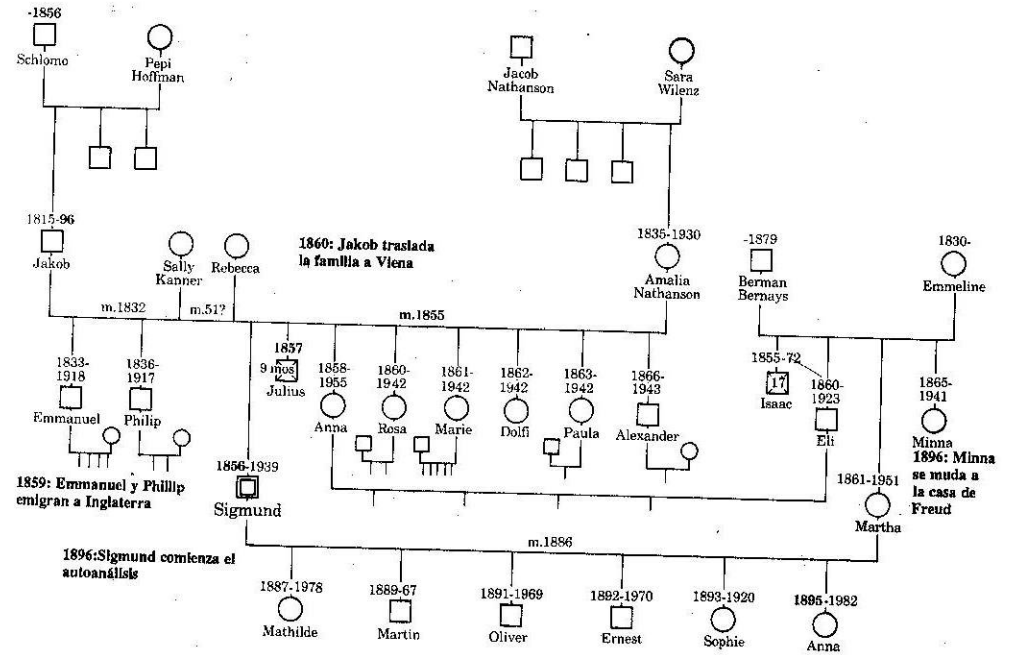 -1856
Schlomo
Pepi
Hoffman
Jacob
Nathanson
Sara
Wilenz
1815-96
Jakob
Sally
Kanner
Rebecca
1860: Jakob traslada
la familia a Viena
1835-1930
Amalia
Nathanson
-1879
Berman
Bernays
1830-
Emmeline
m.1832
m.51?
m.1855
1833-
1918
Emmanuel
1836-
1917
Philip
1857
9 mos
Julius
1858-
1955
Anna
1860-
1942
Rosa
1861-
1942
Marie
1862-
1942
Dolfi
1863-
1942
Paula
1866-
1943
Alexander
1855-72
17
Isaac
1860-
1923
Eli
1865-
1941
Minna
1896: Minna
se muda a
la casa de
Freud
1859: Emmanuel y Phillip
emigran a Inglaterra
1856-1939
Sigmund
1861-1951
Martha
1896:Sigmund comienza el
autoanálisis
m.1886
1887-1978
Mathilde
1889-67
Martin
1891-1969
Oliver
1892-1970
Ernest
1893-1920
Sophie
1895-1982
Anna